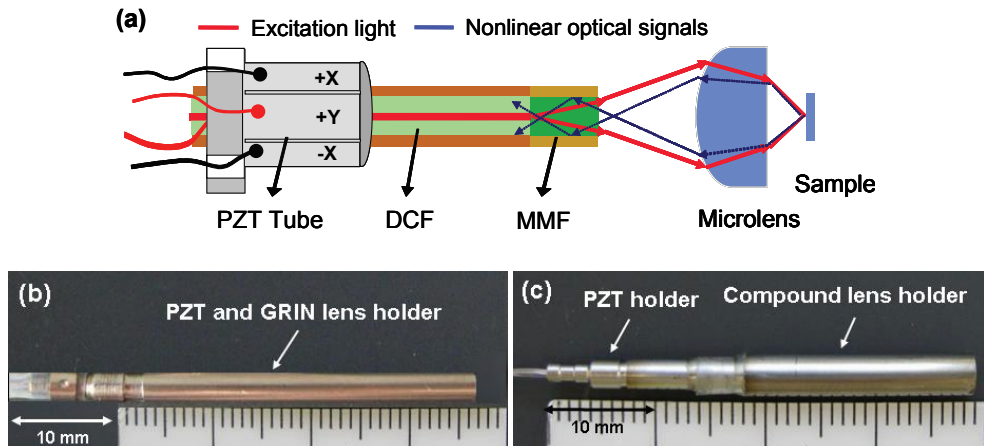 (a)
Excitation light
Nonlinear optical signals
+X
+Y
-X
PZT Tube
DCF
MMF
Microlens
Sample
(b)
PZT and GRIN lens holder
10 mm
(c)
PZT holder
Compound lens holder
10 mm